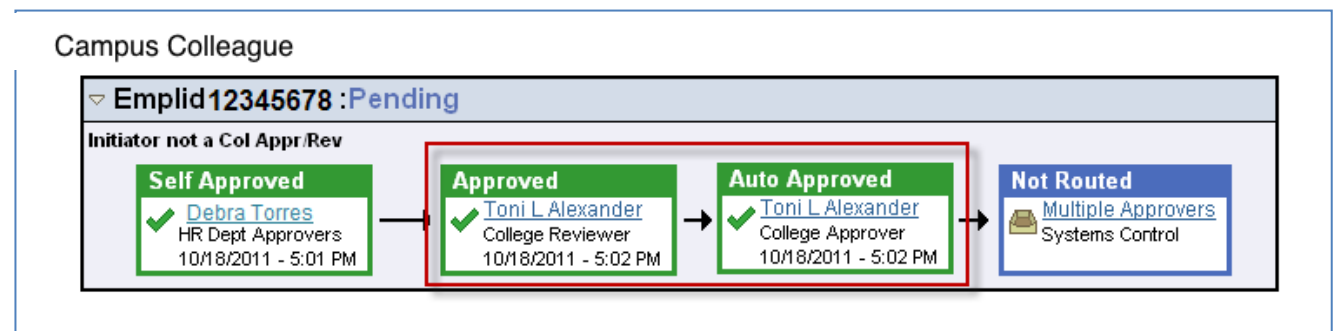 Campus Colleague
Emplid12345678 :Pending
Initiator not a Col Appr/Rev
Self Approved
Debra Torres
HR Dept Approvers
10/18/2011 - 5:01 PM
Approved
Toni L Alexander
College Reviewer
10/18/2011 - 5:02 PM
Auto Approved
Toni L Alexander
College Approver
10/18/2011 - 5:02 PM
Not Routed
Multiple Approvers
Systems Control